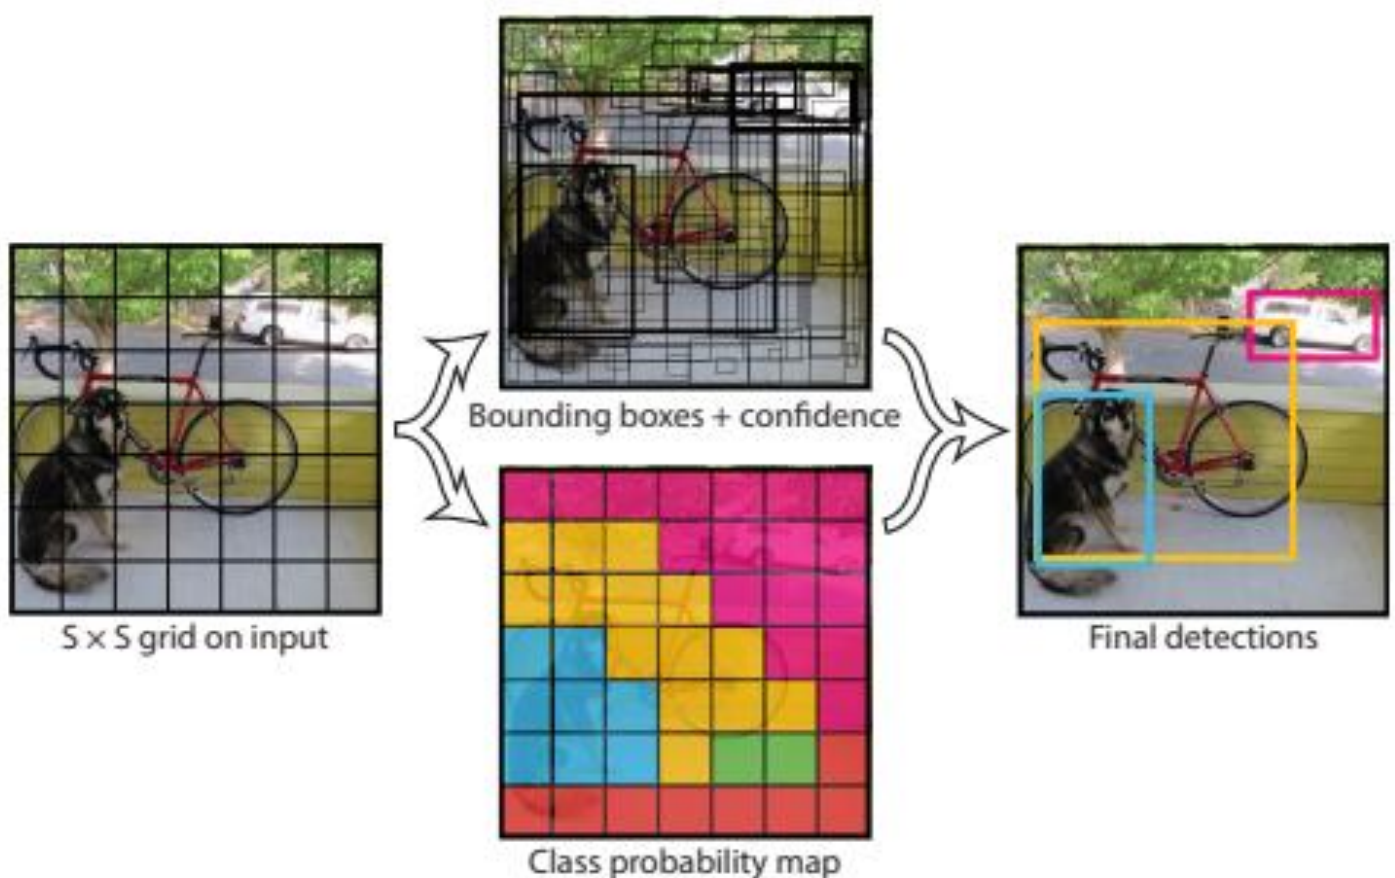 Bounding boxes + confidence
S × S grid on input
Final detections
Class probability map